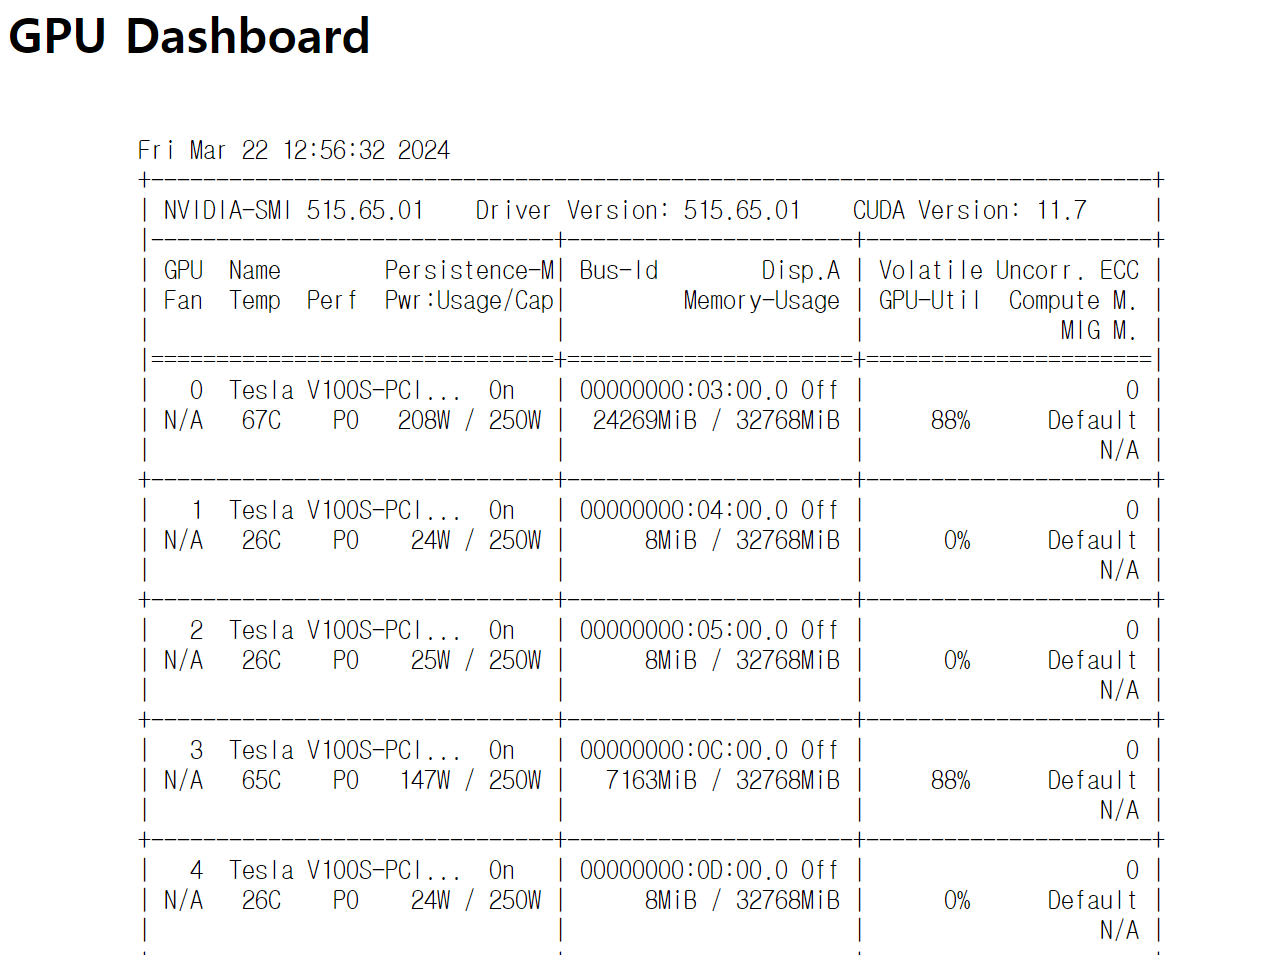 GPU Dashboard
Fri Mar 22 12:56:32 2024
+-----------------------------------------------------------------------------+
| NVIDIA-SMI 515.65.01    Driver Version: 515.65.01    CUDA Version: 11.7     |
|-------------------------------+----------------------+----------------------+
| GPU  Name        Persistence-M| Bus-Id        Disp.A | Volatile Uncorr. ECC |
| Fan  Temp  Perf  Pwr:Usage/Cap|         Memory-Usage | GPU-Util  Compute M. |
|                               |                      |               MIG M. |
|===============================+======================+======================|
|   0  Tesla V100S-PCI...  On   | 00000000:03:00.0 Off |                    0 |
| N/A   67C    P0   208W / 250W |  24269MiB / 32768MiB |     88%      Default |
|                               |                      |                  N/A |
+-------------------------------+----------------------+----------------------+
|   1  Tesla V100S-PCI...  On   | 00000000:04:00.0 Off |                    0 |
| N/A   26C    P0    24W / 250W |      8MiB / 32768MiB |      0%      Default |
|                               |                      |                  N/A |
+-------------------------------+----------------------+----------------------+
|   2  Tesla V100S-PCI...  On   | 00000000:05:00.0 Off |                    0 |
| N/A   26C    P0    25W / 250W |      8MiB / 32768MiB |      0%      Default |
|                               |                      |                  N/A |
+-------------------------------+----------------------+----------------------+
|   3  Tesla V100S-PCI...  On   | 00000000:0C:00.0 Off |                    0 |
| N/A   65C    P0   147W / 250W |   7163MiB / 32768MiB |     88%      Default |
|                               |                      |                  N/A |
+-------------------------------+----------------------+----------------------+
|   4  Tesla V100S-PCI...  On   | 00000000:0D:00.0 Off |                    0 |
| N/A   26C    P0    24W / 250W |      8MiB / 32768MiB |      0%      Default |
|                               |                      |                  N/A |